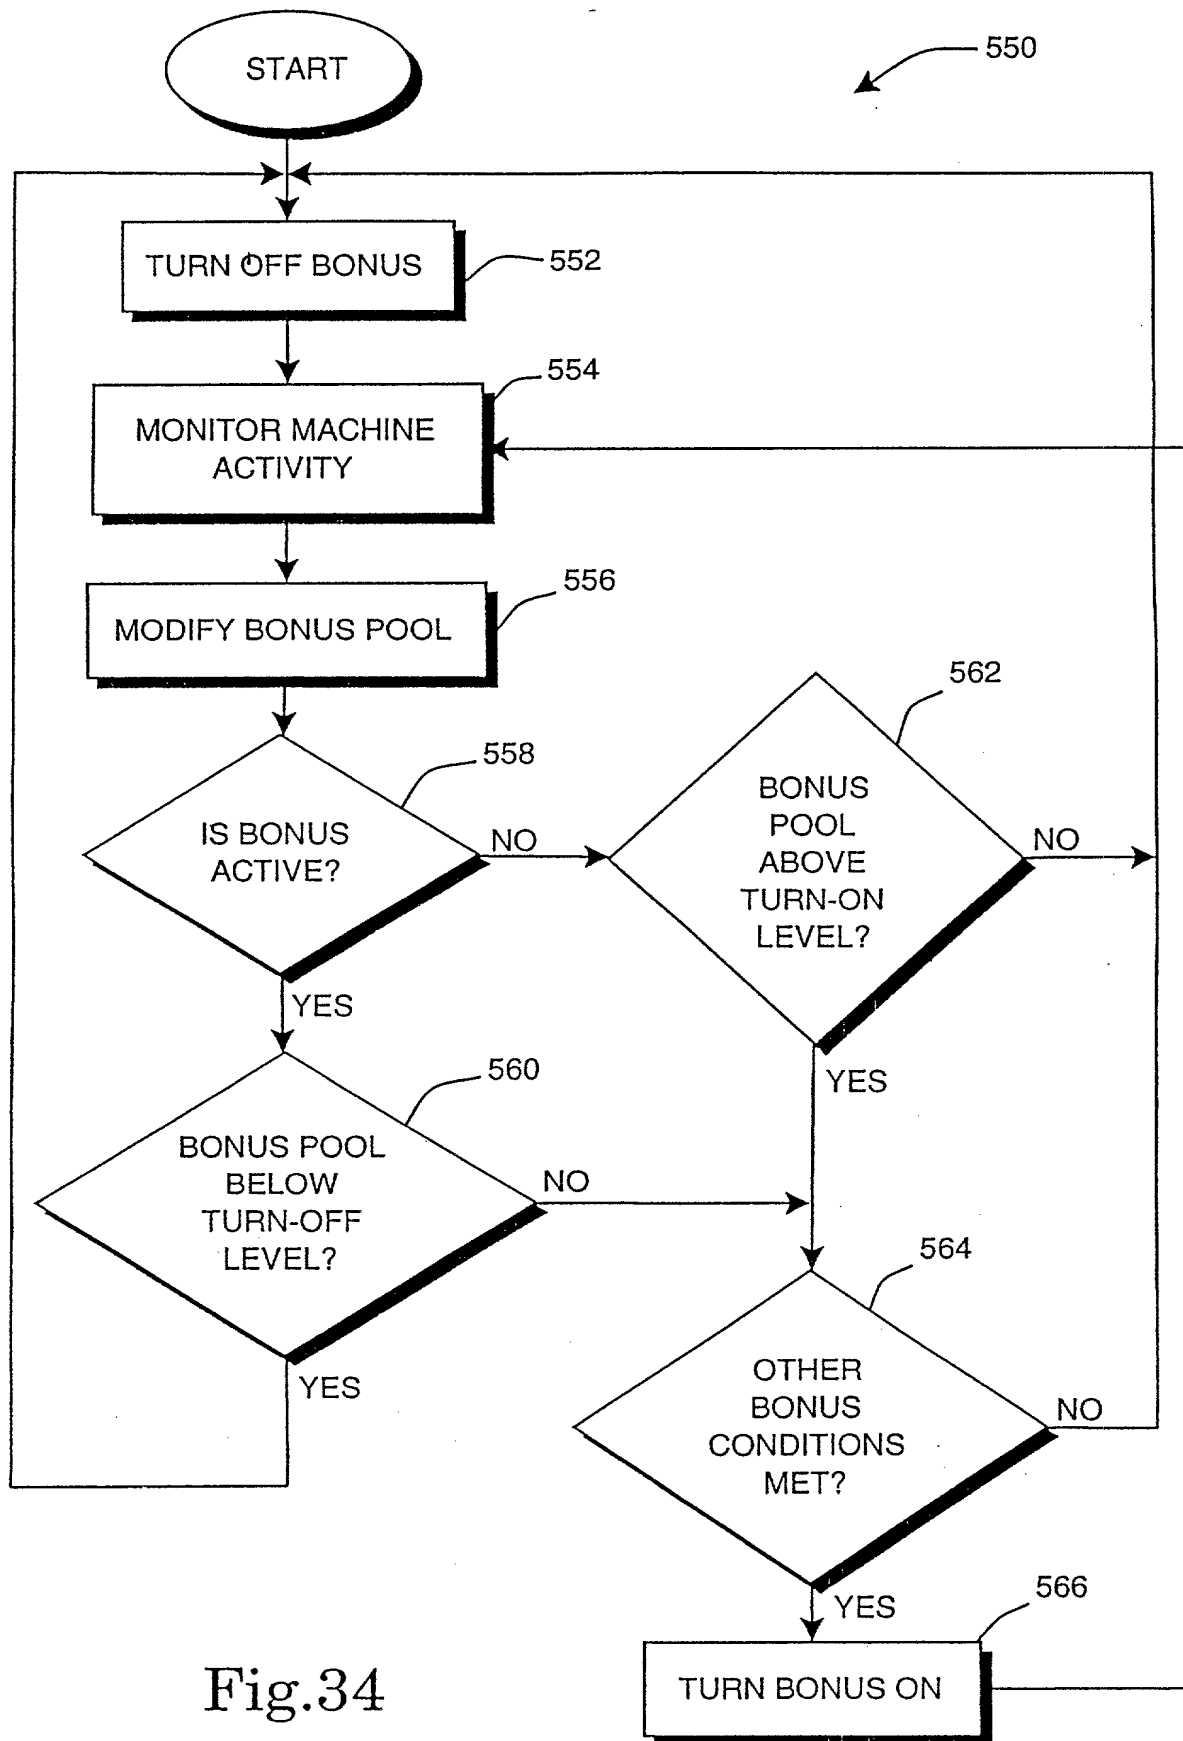 START
550
TURN OFF BONUS
552
554
MONITOR MACHINE
ACTIVITY
556
MODIFY BONUS POOL
558
IS BONUS
ACTIVE?
NO
YES
562
BONUS
POOL
ABOVE
TURN-ON
LEVEL?
NO
YES
560
BONUS POOL
BELOW
TURN-OFF
LEVEL?
NO
YES
564
OTHER
BONUS
CONDITIONS
MET?
NO
YES
566
TURN BONUS ON
Fig.34